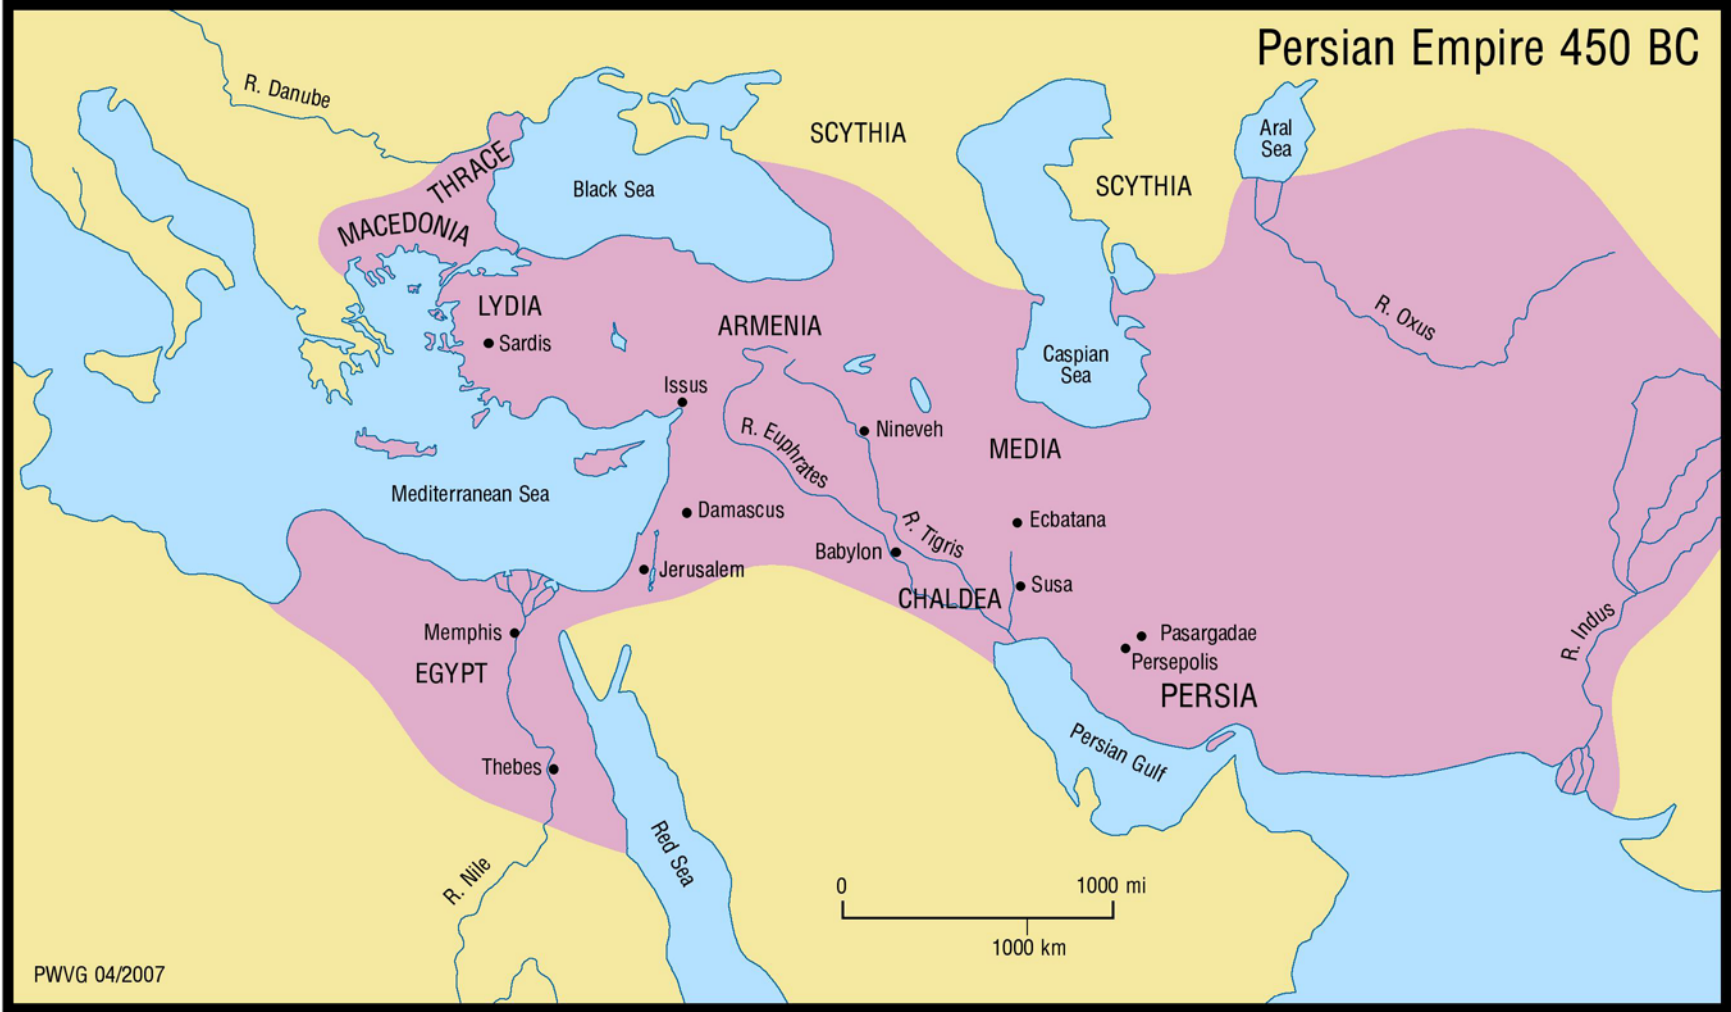 Persian Empire 450 BC
R. Danube
SCYTHIA
Aral
Sea
THRACE
Black Sea
SCYTHIA
MACEDONIA
LYDIA
Sardis
ARMENIA
R. Oxus
Caspian
Sea
Issus
Nineveh
R. Euphrates
MEDIA
Mediterranean Sea
Damascus
R. Tigris
Ecbatana
Babylon
Jerusalem
Susa
CHALDEA
Memphis
Pasargadae
Persepolis
R. Indus
EGYPT
PERSIA
Thebes
Persian Gulf
Red Sea
R. Nile
0
1000 mi
1000 km
PWVG 04/2007